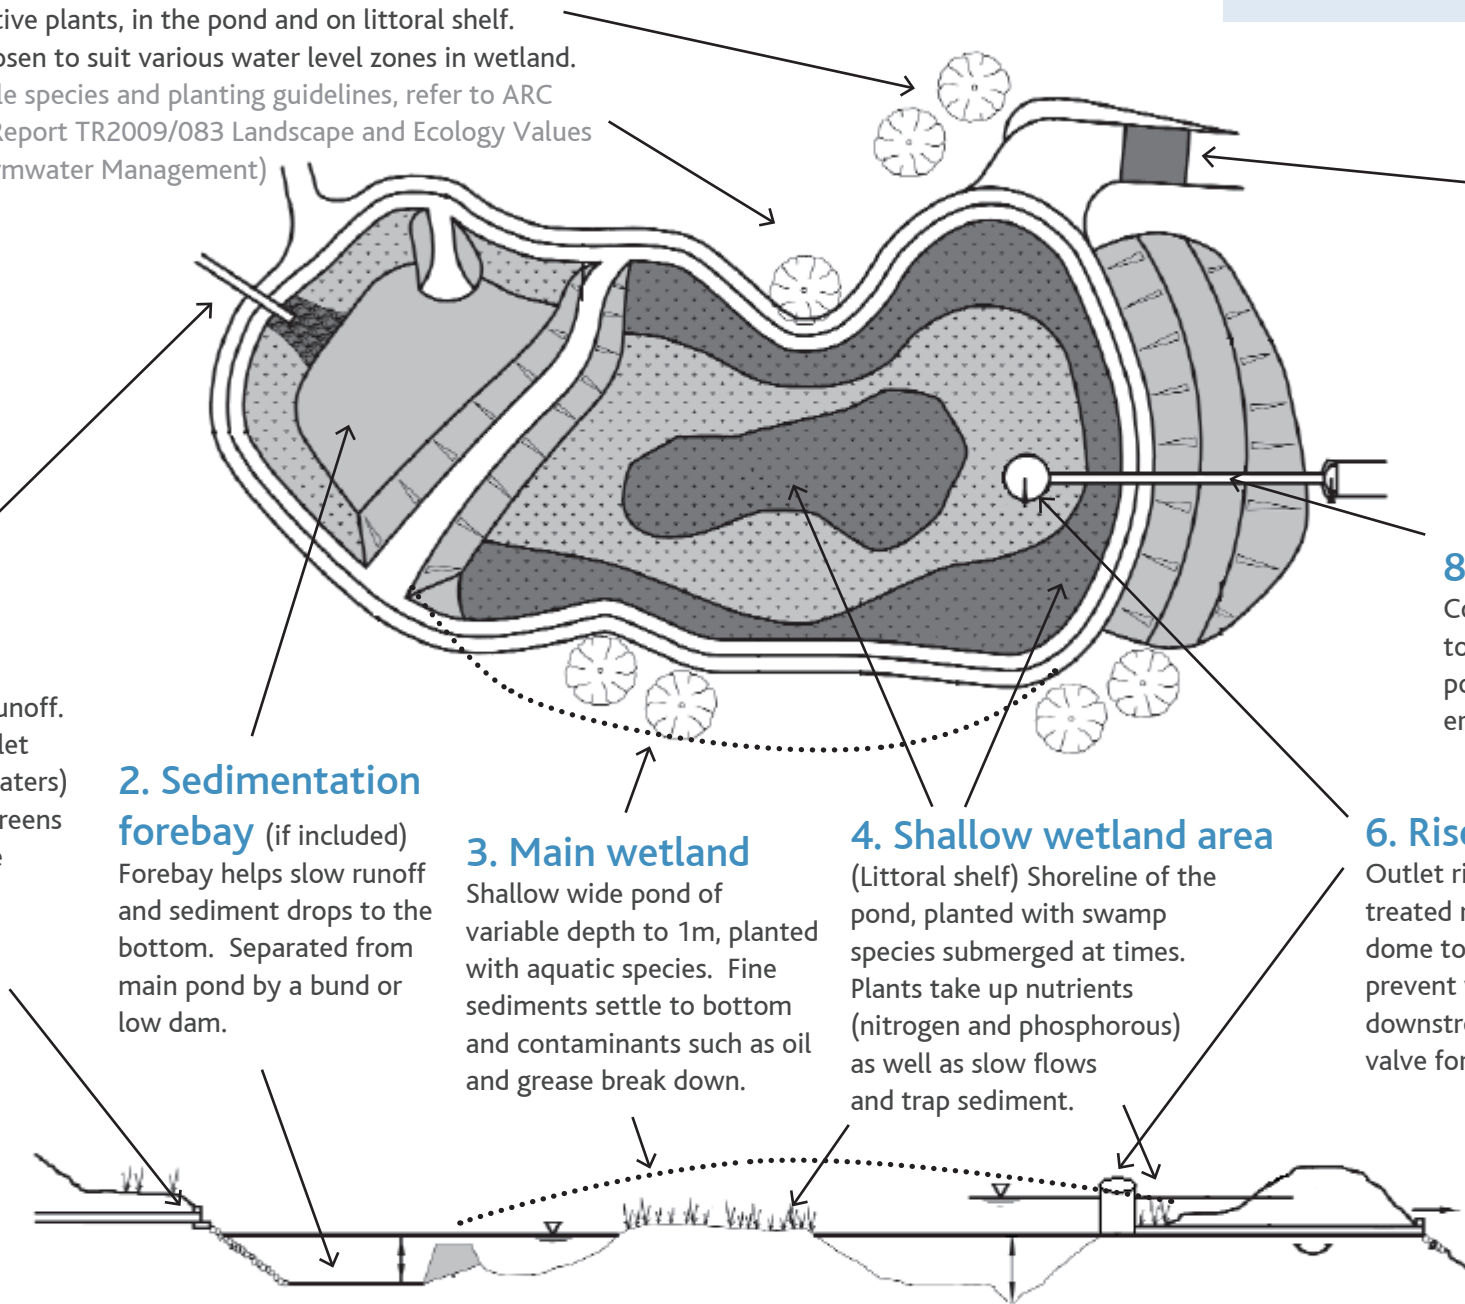 tive plants, in the pond and on littoral shelf.
osen to suit various water level zones in wetland.
le species and planting guidelines, refer to ARC
Report TR2009/083 Landscape and Ecology Values
rmwater Management)
unoff.
let
aters)
reens
e
2. Sedimentation
forebay (if included)
Forebay helps slow runoff
and sediment drops to the
bottom. Separated from
main pond by a bund or
low dam.
3. Main wetland
Shallow wide pond of
variable depth to 1m, planted
with aquatic species. Fine
sediments settle to bottom
and contaminants such as oil
and grease break down.
4. Shallow wetland area
(Littoral shelf) Shoreline of the
pond, planted with swamp
species submerged at times.
Plants take up nutrients
(nitrogen and phosphorous)
as well as slow flows
and trap sediment.
6. Rise
Outlet ri
treated
dome to
prevent
downstr
valve for
8
Co
to
po
en